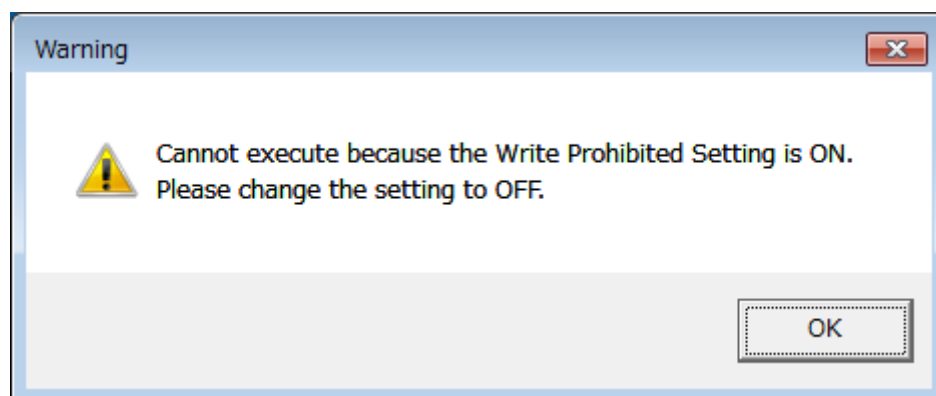 Warning
Cannot execute because the Write Prohibited Setting is ON.
Please change the setting to OFF.
OK